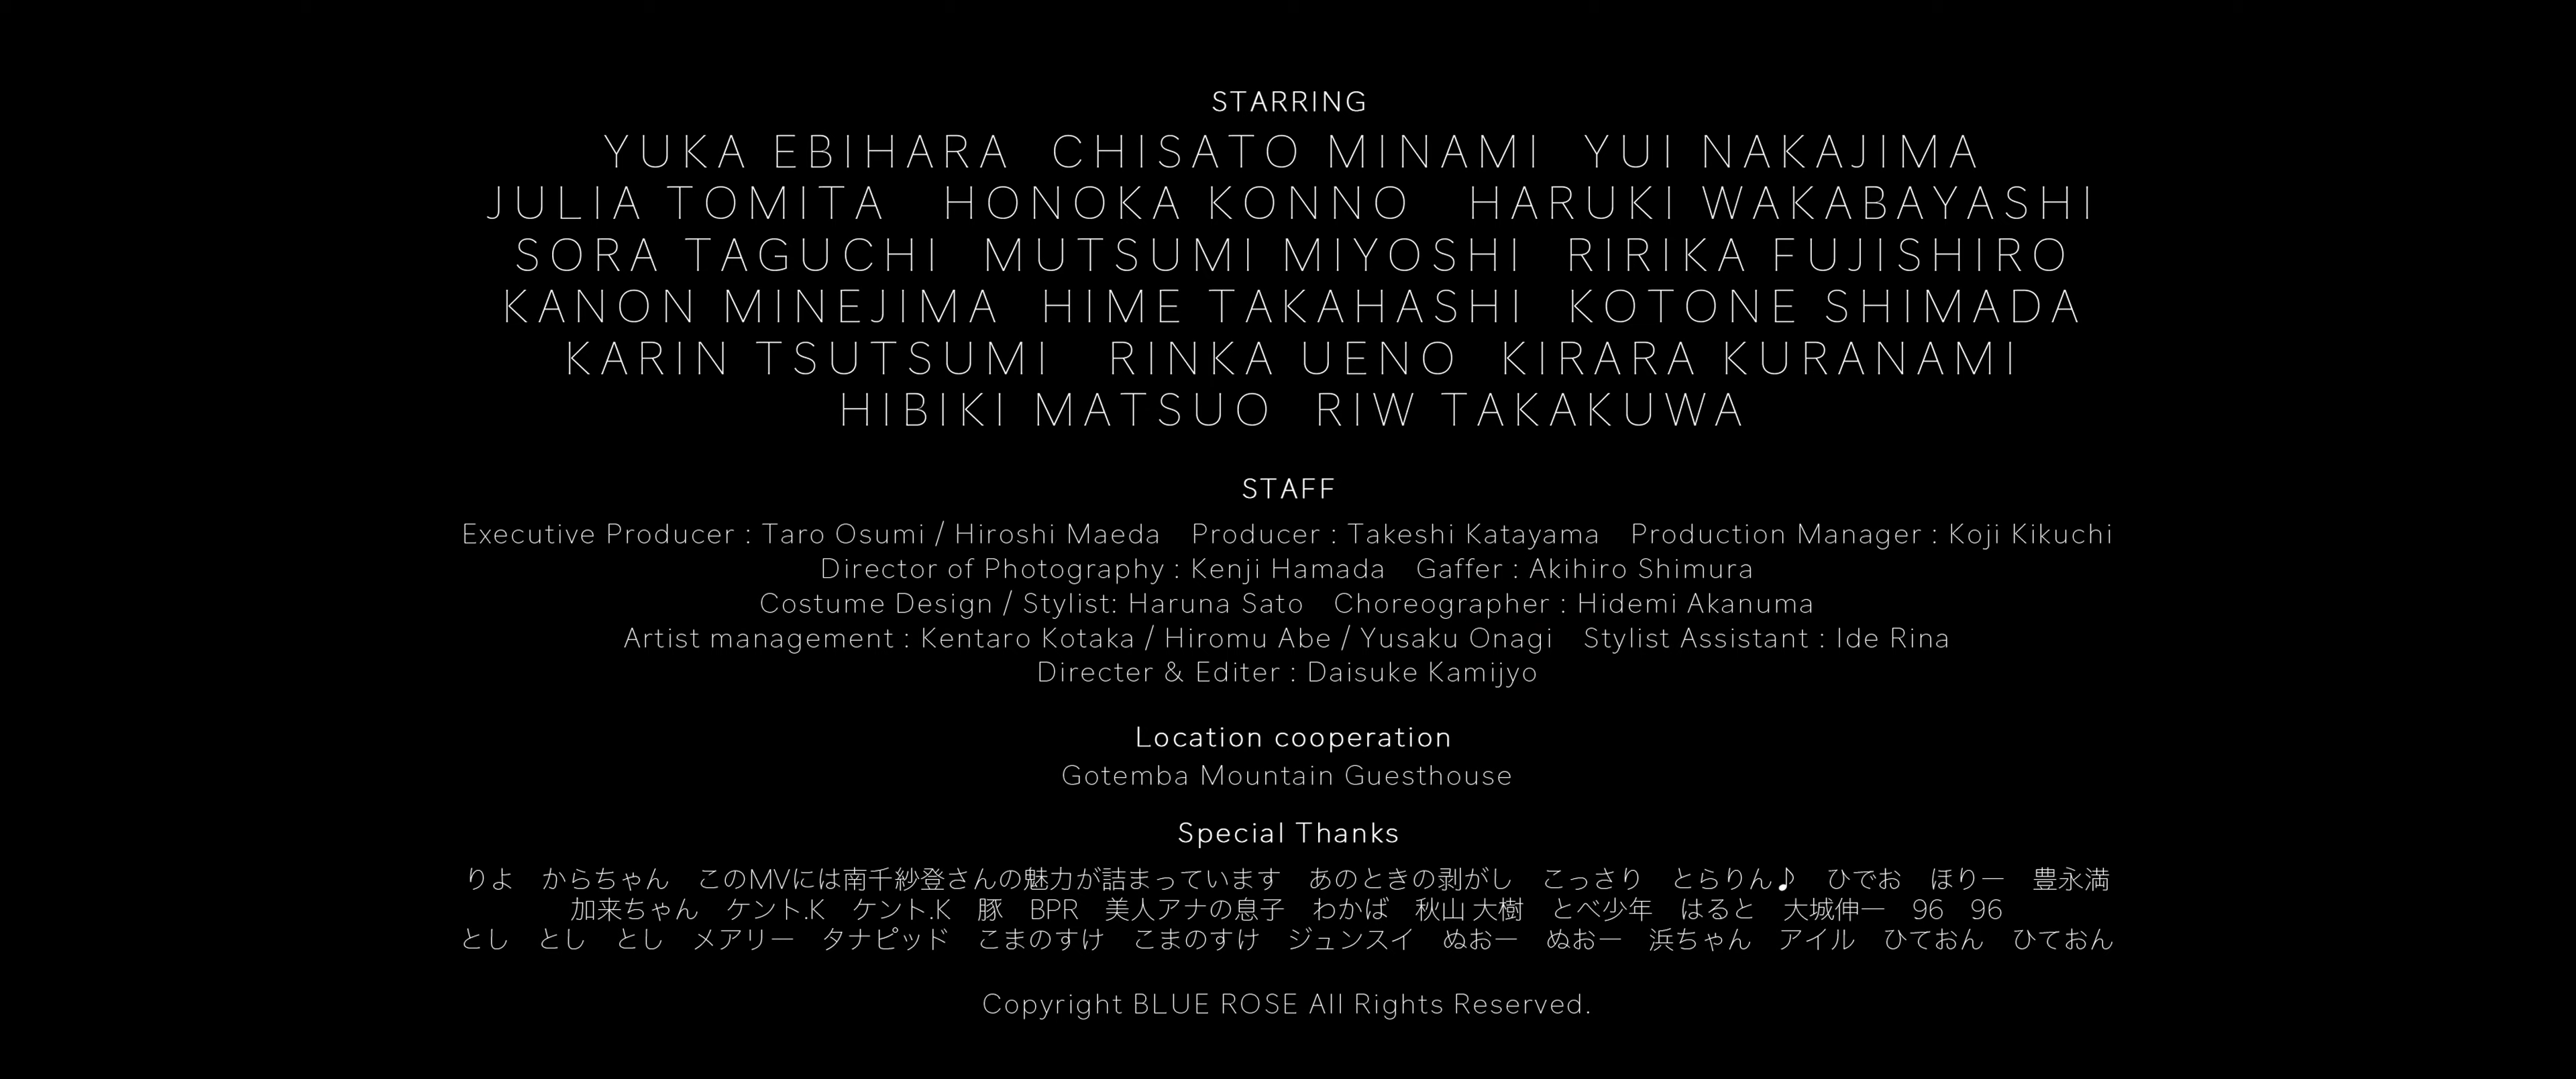 STARRING
YUKA EBIHARA CHISATO MINAMI YUI NAKAJIMA
JULIA TOMITA HONOKA KONNO HARUKI WAKABAYASHI
SORA TAGUCHI MUTSUMI MIYOSHI RIRIKA FUJISHIRO
KANON MINEJIMA HIME TAKAHASHI KOTONE SHIMADA
KARIN TSUTSUMI RINKA UENO KIRARA KURANAMI
HIBIKI MATSUO RIW TAKAKUWA
STAFF
Executive Producer : Taro Osumi / Hiroshi Maeda Producer : Takeshi Katayama Production Manager : Koji Kikuchi
Director of Photography : Kenji Hamada Gaffer : Akihiro Shimura
Costume Design / Stylist: Haruna Sato Choreographer : Hidemi Akanuma
Artist management : Kentaro Kotaka / Hiromu Abe / Yusaku Onagi Stylist Assistant : Ide Rina
Directer & Editer : Daisuke Kamijyo
Location cooperation
Gotemba Mountain Guesthouse
Special Thanks
りよ からちゃん このMVには南千紗登さんの魅力が詰まっています あのときの剥がし こっさり とらりん♪ ひでお ほりー 豊永満
加来ちゃん ケント.K ケント.K 豚 BPR 美人アナの息子 わかば 秋山 大樹 とべ少年 はると 大城伸一 96 96
とし とし とし メアリー タナピッド こまのすけ こまのすけ ジュンスイ ぬおー ぬおー 浜ちゃん アイル ひておん ひておん
Copyright BLUE ROSE All Rights Reserved.